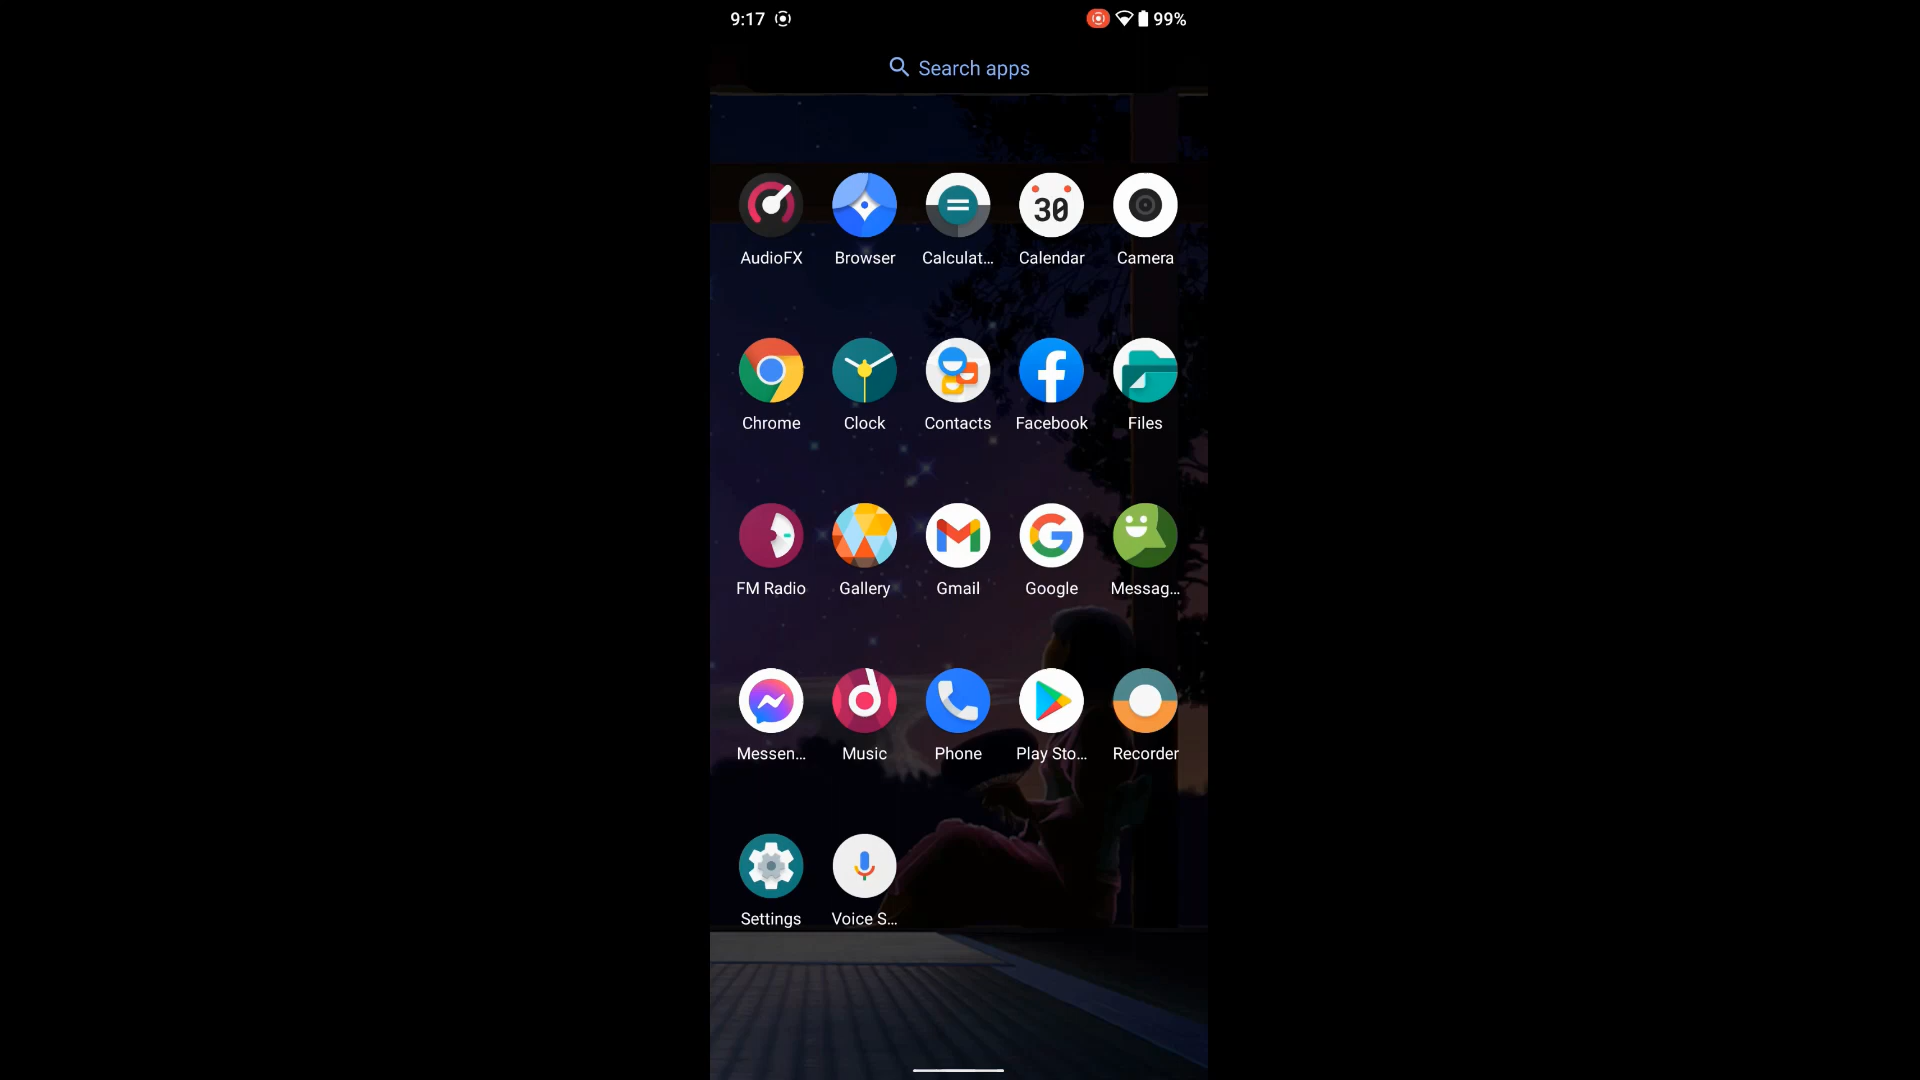 9:17
99%
Search apps
AudioFX Browser Calculat... Calendar Camera
30
Chrome Clock Contacts Facebook Files
FM Radio Gallery Gmail Google Messag...
Messen... Music Phone Play Sto... Recorder
Settings Voice S...